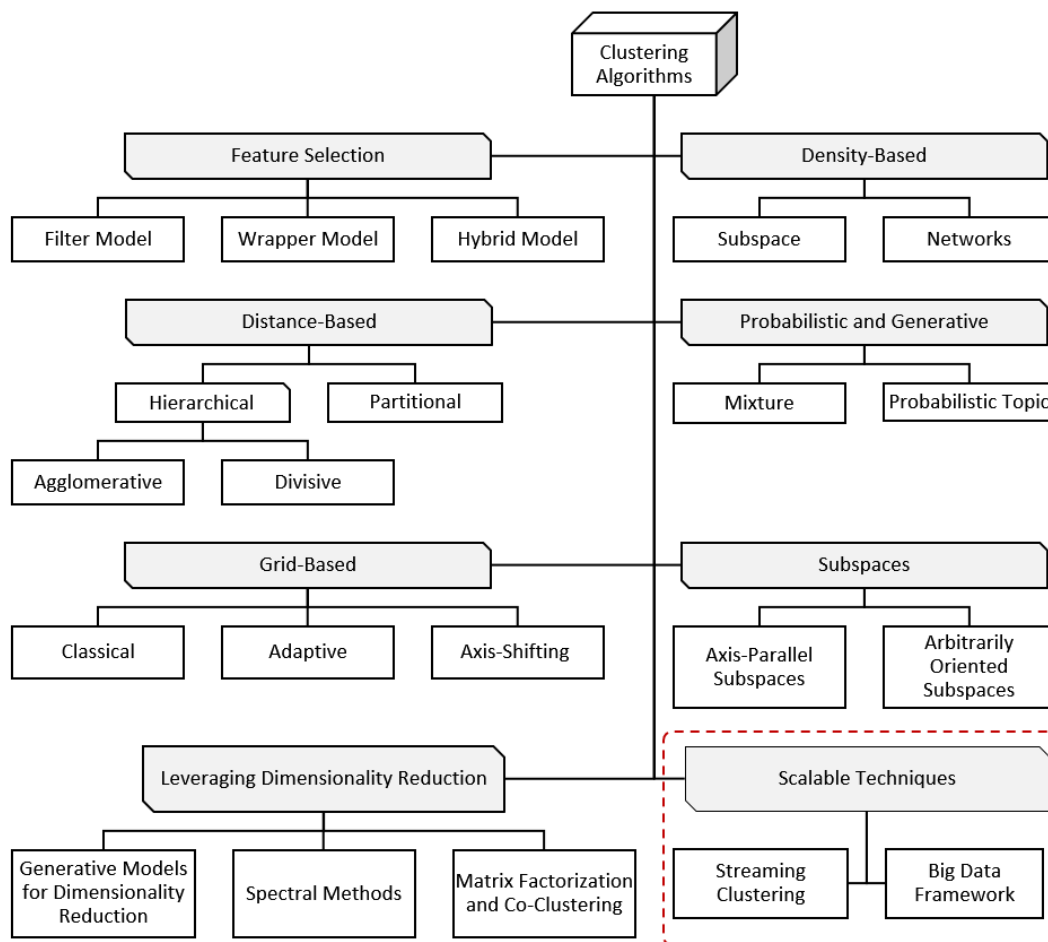 Clustering
Algorithms
Feature Selection
Density-Based
Filter Model
Wrapper Model
Hybrid Model
Subspace
Networks
Distance-Based
Probabilistic and Generative
Hierarchical
Partitional
Mixture
Probabilistic Topic
Agglomerative
Divisive
Grid-Based
Subspaces
Classical
Adaptive
Axis-Shifting
Axis-Parallel
Subspaces
Arbitrarily
Oriented
Subspaces
Leveraging Dimensionality Reduction
Scalable Techniques
Generative Models
for Dimensionality
Reduction
Spectral Methods
Matrix Factorization
and Co-Clustering
Streaming
Clustering
Big Data
Framework